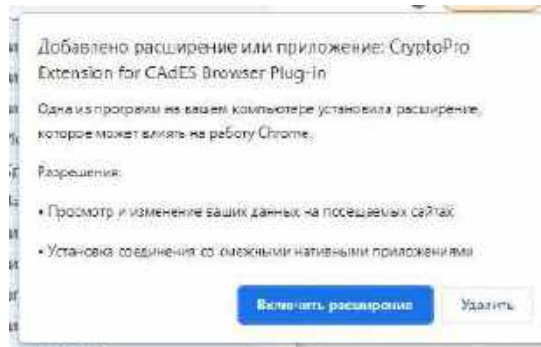 Добавлено расширение или приложение: CryptoPro
Extension for CAdES Browser Plug-in
Одна из программ на вашем компьютере установила расширение,
которое может влиять на работу Chrome.
Разрешения:
• Просмотр и изменение ваших данных на посещаемых сайтах
• Установка соединения со смежными нативными приложениями
Включить расширение
Удалить